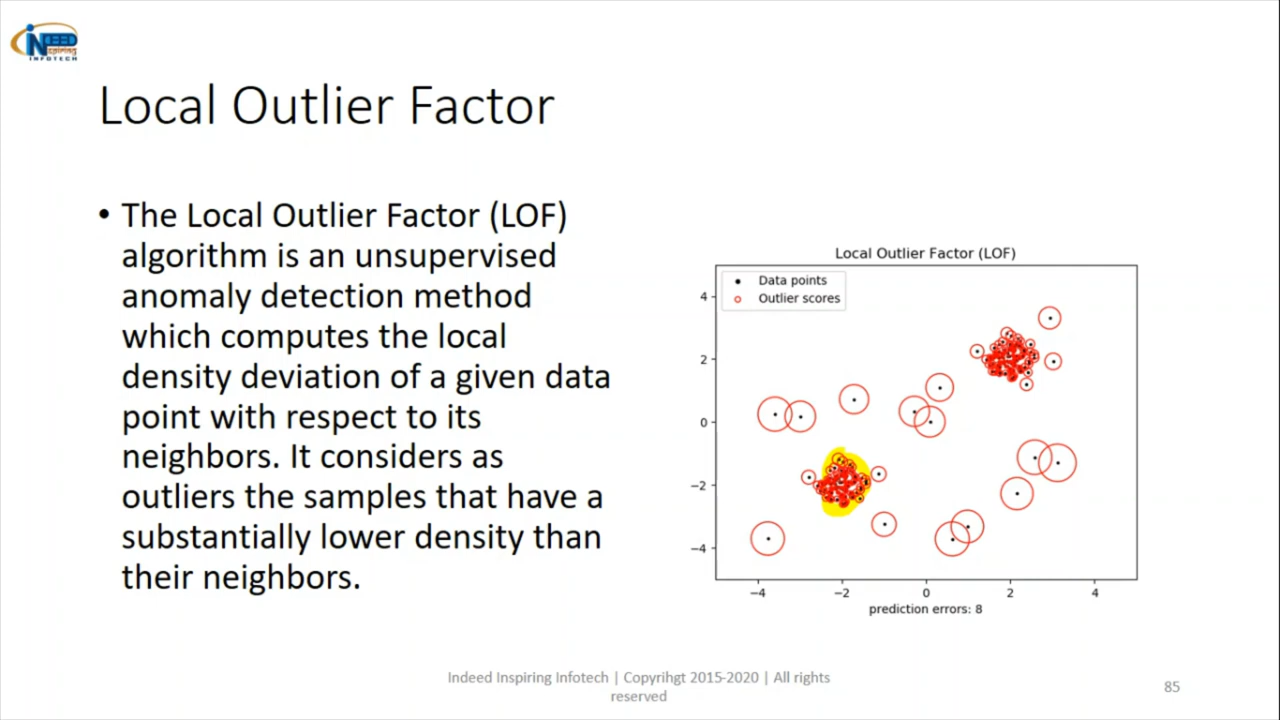 iNEED
nspiring
INFOTECH
Local Outlier Factor
• The Local Outlier Factor (LOF)
algorithm is an unsupervised
anomaly detection method
which computes the local
density deviation of a given data
point with respect to its
neighbors. It considers as
outliers the samples that have a
substantially lower density than
their neighbors.
Local Outlier Factor (LOF)
Data points
Outlier scores
4
2
0
−2
−4
−4 −2 0 2 4
prediction errors: 8
Indeed Inspiring Infotech | Copyrihgt 2015-2020 | All rights
reserved
85